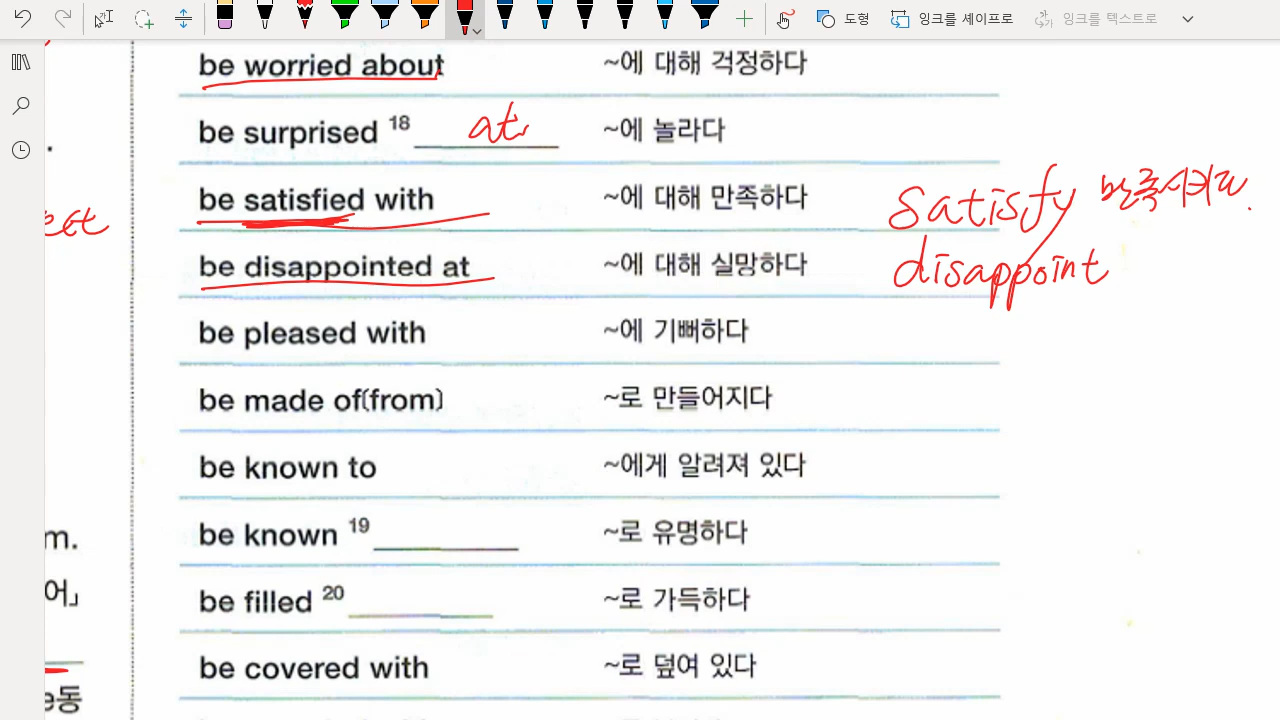 도형 잉크를 셰이프로 잉크를 텍스트로
be worried about ~에 대해 걱정하다
be surprised 18 at ~에 놀라다
be satisfied with ~에 대해 만족하다 satisfy 만족시키다.
ect
be disappointed at ~에 대해 실망하다 disappoint
be pleased with ~에 기뻐하다
be made of(from) ~로 만들어지다
be known to ~에게 알려져 있다
m. be known 19 ~로 유명하다
어」 be filled 20 ~로 가득하다
be covered with ~로 덮여 있다
e동